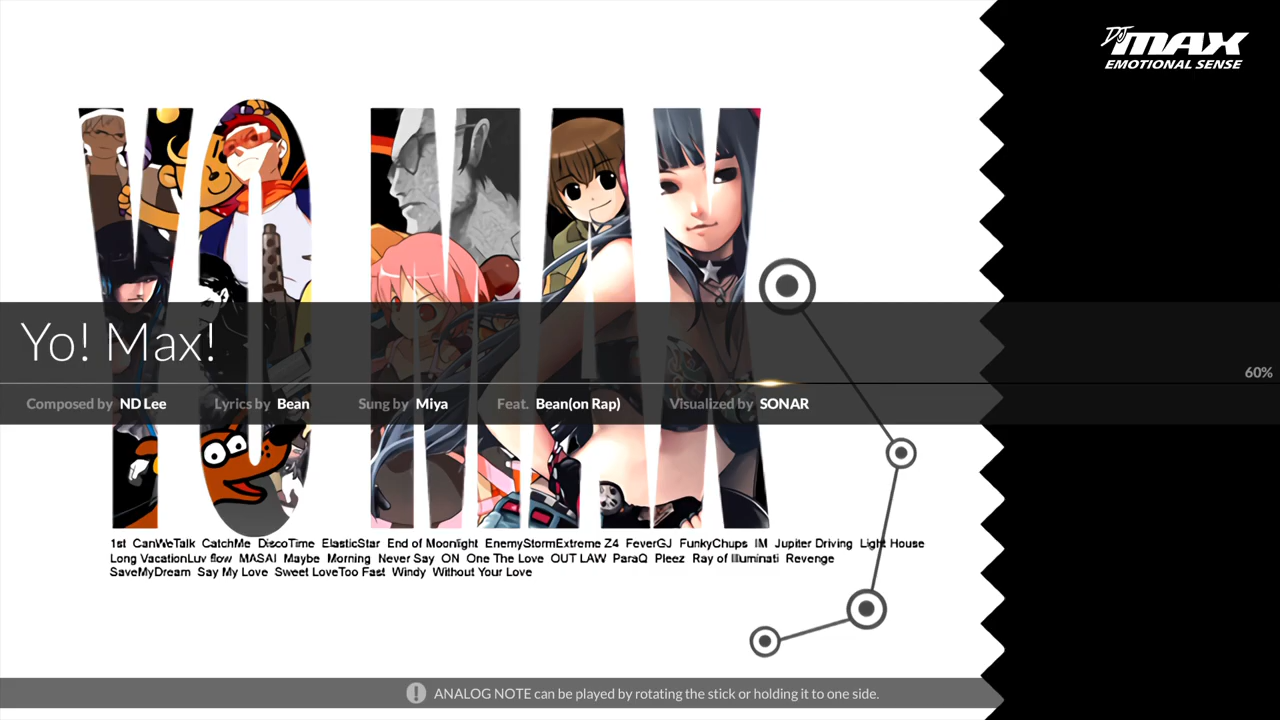 DJ MAX
EMOTIONAL SENSE
YO MAX
Yo! Max!
60%
Composed by ND Lee Lyrics by Bean Sung by Miya Feat. Bean(on Rap) Visualized by SONAR
1st CanWeTalk CatchMe DiscoTime ElasticStar End of Moonlight EnemyStormExtreme Z4 FeverGJ FunkyChups IM Jupiter Driving Light House
Long VacationLuv flow MASAI Maybe Morning Never Say ON One The Love OUT LAW ParaQ Pleez Ray of Illuminati Revenge
SaveMyDream Say My Love Sweet LoveToo Fast Windy Without Your Love
! ANALOG NOTE can be played by rotating the stick or holding it to one side.